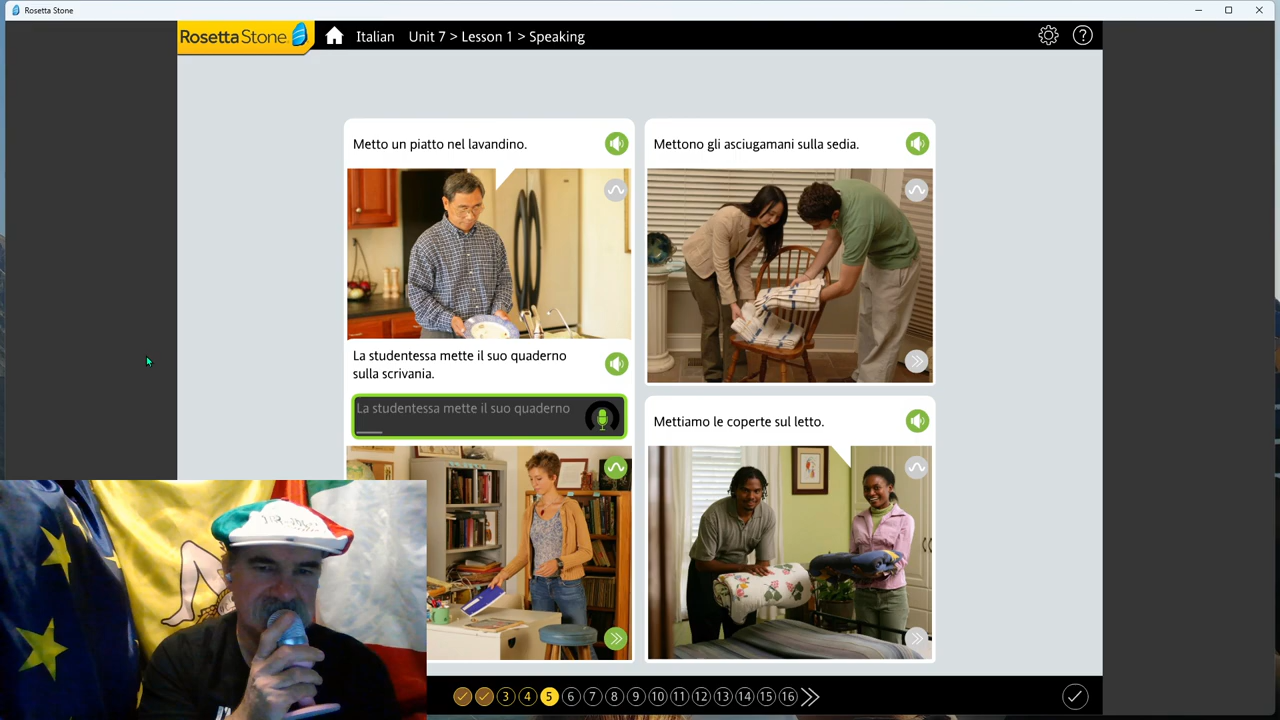 Rosetta Stone
RosettaStone
Italian Unit 7 > Lesson 1 > Speaking
Metto un piatto nel lavandino.
Mettono gli asciugamani sulla sedia.
La studentessa mette il suo quaderno
sulla scrivania.
La studentessa mette il suo quaderno
Mettiamo le coperte sul letto.
3 4 5 6 7 8 9 10 11 12 13 14 15 16